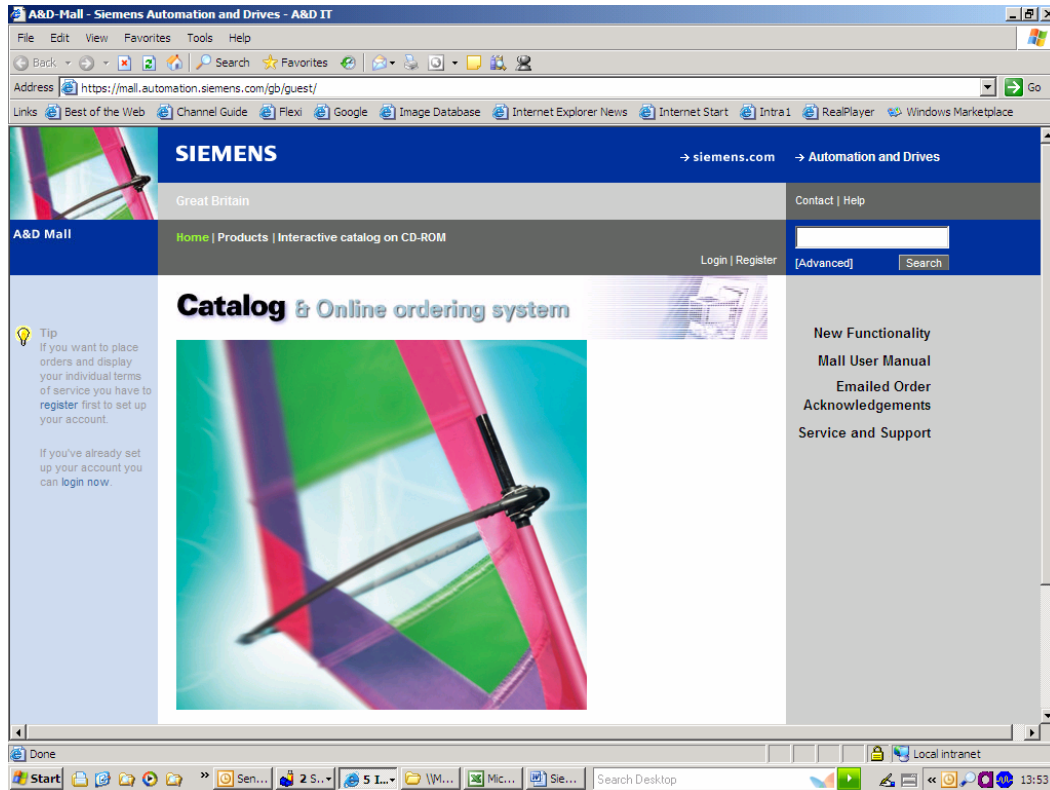 A&D-Mall - Siemens Automation and Drives - A&D IT
File Edit View Favorites Tools Help
Back Search Favorites
Address https://mall.automation.siemens.com/gb/guest/ Go
Links Best of the Web Channel Guide Flexi Google Image Database Internet Explorer News Internet Start Intra1 RealPlayer Windows Marketplace
SIEMENS
→ siemens.com → Automation and Drives
Great Britain
Contact | Help
A&D Mall
Home | Products | Interactive catalog on CD-ROM
Login | Register
[Advanced] Search
Catalog & Online ordering system
Tip
If you want to place
orders and display
your individual terms
of service you have to
register first to set up
your account.
If you've already set
up your account you
can login now.
New Functionality
Mall User Manual
Emailed Order
Acknowledgements
Service and Support
Done Local intranet
Start » Sen... 2 S... 5 I... \\M... Mic... Sie... Search Desktop « 13:53